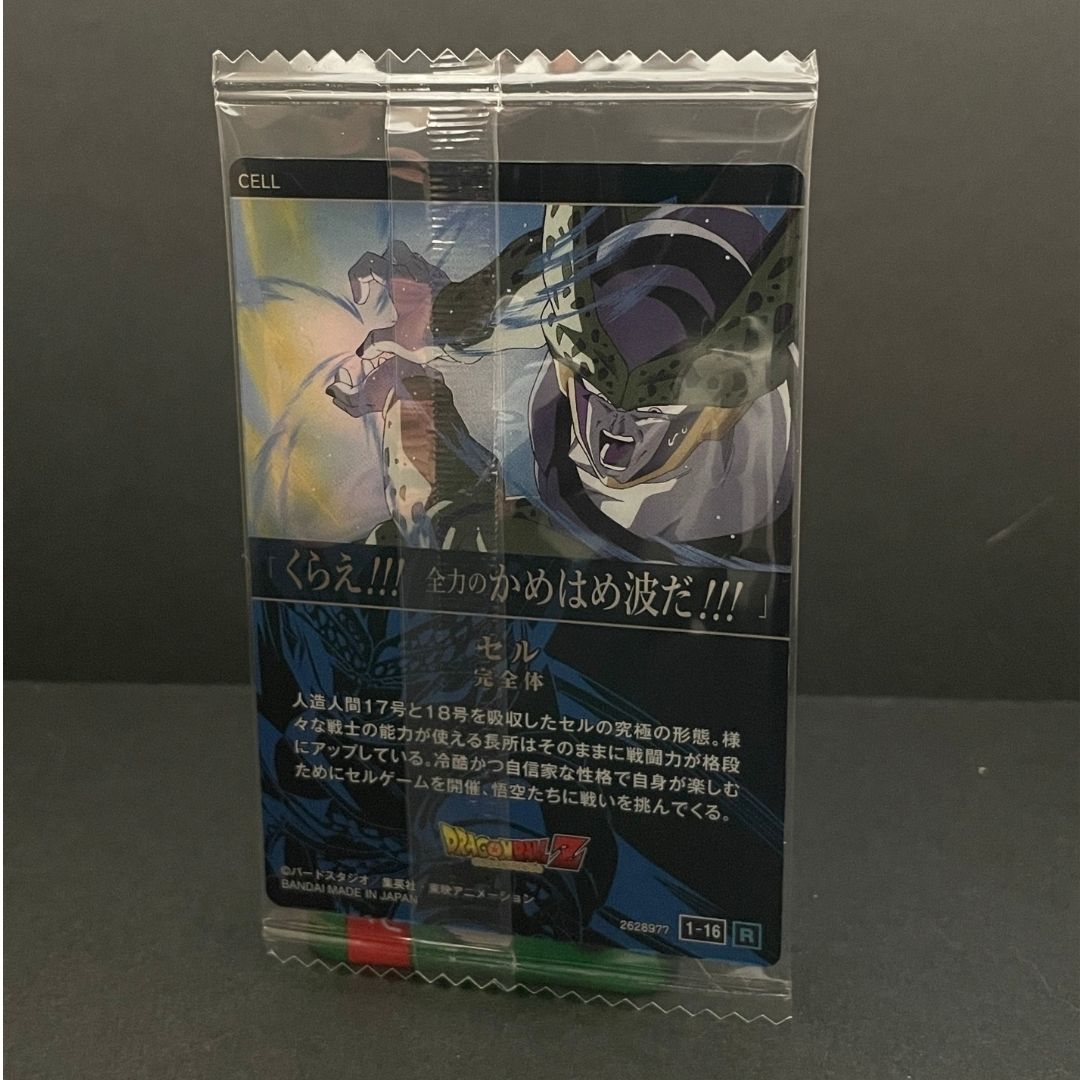 CELL
「くらえ!!! 全力のかめはめ波だ!!!」
セル
完全体
人造人間17号と18号を吸収したセルの究極の形態。様
々な戦士の能力が使える長所はそのままに戦闘力が格段
にアップしている。冷酷かつ自信家な性格で自身が楽しむ
ためにセルゲームを開催、悟空たちに戦いを挑んでくる。
DRAGONBALL Z
©バードスタジオ/集英社・東映アニメーション
BANDAI MADE IN JAPAN
2628977 1-16 R